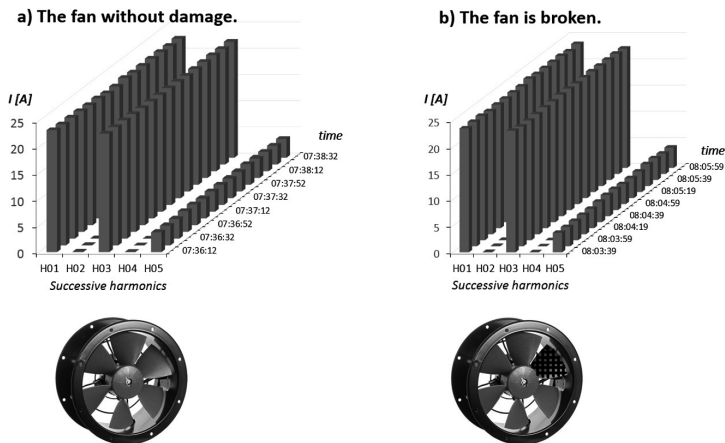 a) The fan without damage.
I [A]
25
20
15
10
5
0
H01 H02 H03 H04 H05
Successive harmonics
time
07:38:32
07:38:12
07:37:52
07:37:32
07:37:12
07:36:52
07:36:32
07:36:12
b) The fan is broken.
I [A]
25
20
15
10
5
0
H01 H02 H03 H04 H05
Successive harmonics
time
08:05:59
08:05:39
08:05:19
08:04:59
08:04:39
08:04:19
08:03:59
08:03:39